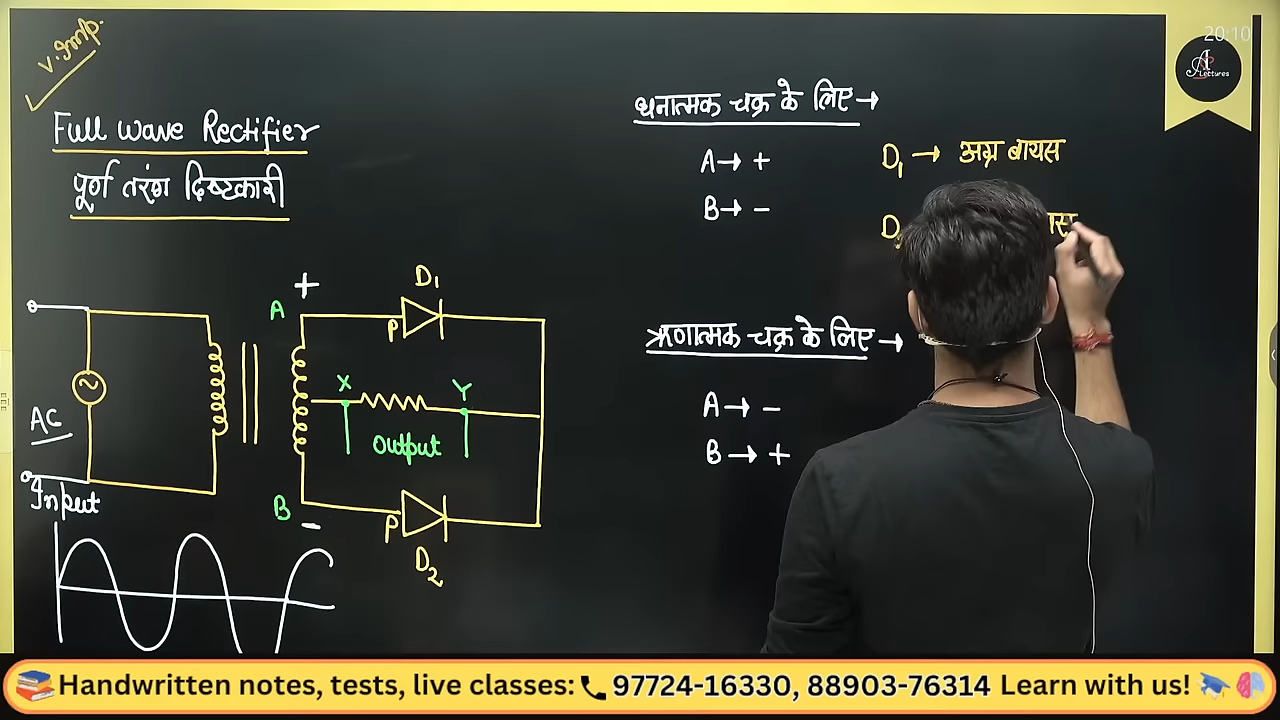 v. Imp.
20:10
A
Lectures
Full Wave Rectifier
पूर्ण तरंग दिष्टकारी
धनात्मक चक्र के लिए →
A → +
B → -
D1 → अग्र बायस
D
ऋणात्मक चक्र के लिए →
A → -
B → +
+
A
D1
P
X
Y
Output
AC
Input
B
-
P
D2
Handwritten notes, tests, live classes: 97724-16330, 88903-76314 Learn with us!